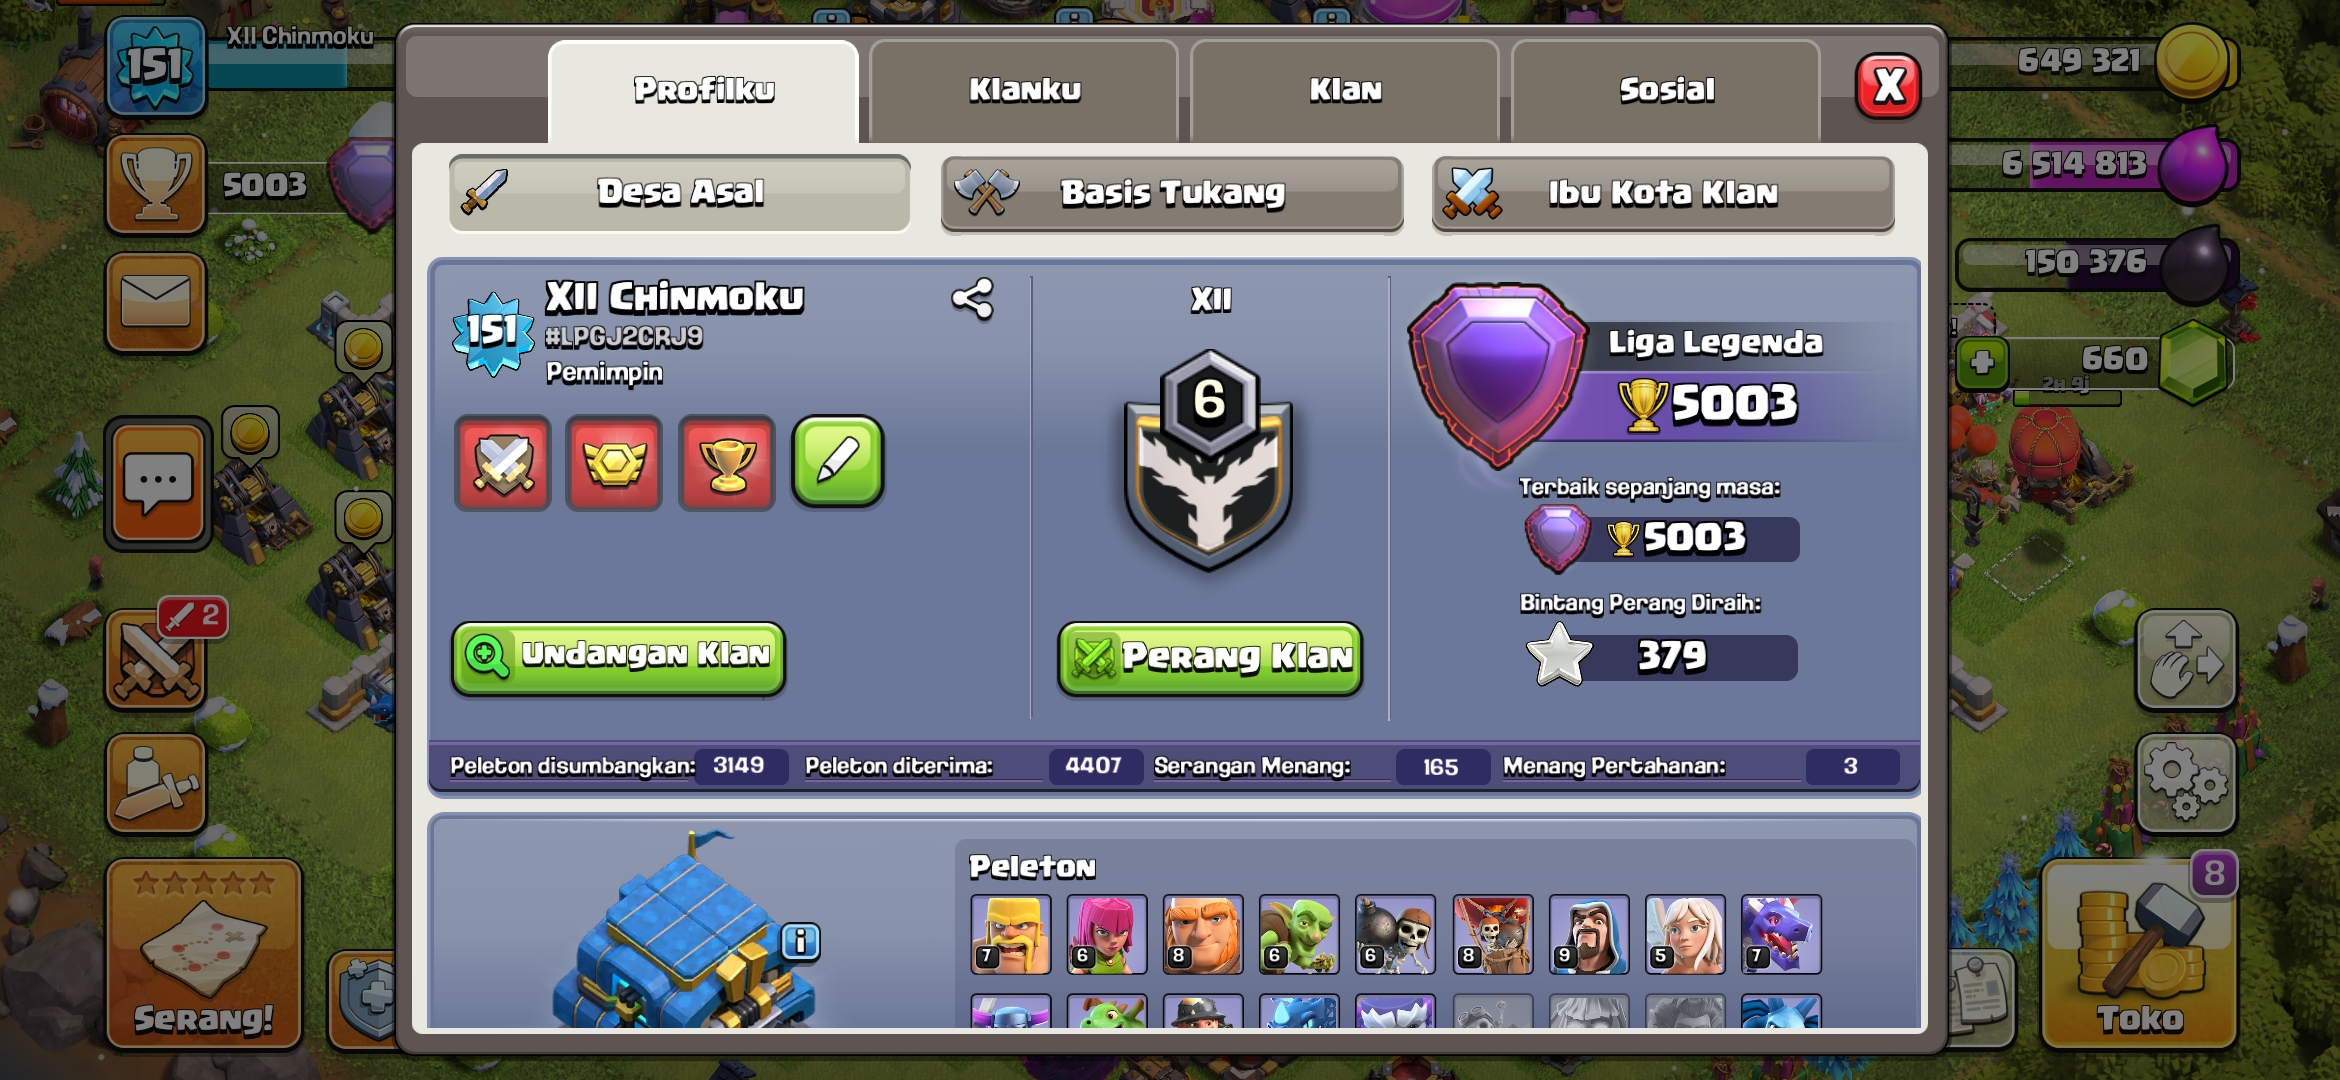 151
XII Chinmoku
Profilku
Klanku
Klan
Sosial
X
649 321
5003
Desa Asal
Basis Tukang
Ibu Kota Klan
6 514 813
150 376
660
2H 9j
151
XII Chinmoku
#LPGJ2CRJ9
Pemimpin
XII
6
Liga Legenda
5003
Terbaik sepanjang masa:
5003
Bintang Perang Diraih:
379
2
Undangan Klan
Perang Klan
Peleton disumbangkan:
3149
Peleton diterima:
4407
Serangan Menang:
165
Menang Pertahanan:
3
i
Peleton
7
6
8
6
6
8
9
5
7
Serang!
8
Toko